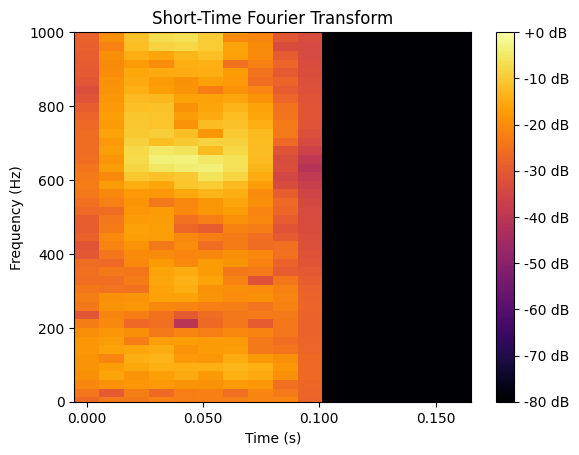 Short-Time Fourier Transform
1000
800
600
400
200
0
Frequency (Hz)
0.000
0.050
0.100
0.150
Time (s)
+0 dB
-10 dB
-20 dB
-30 dB
-40 dB
-50 dB
-60 dB
-70 dB
-80 dB